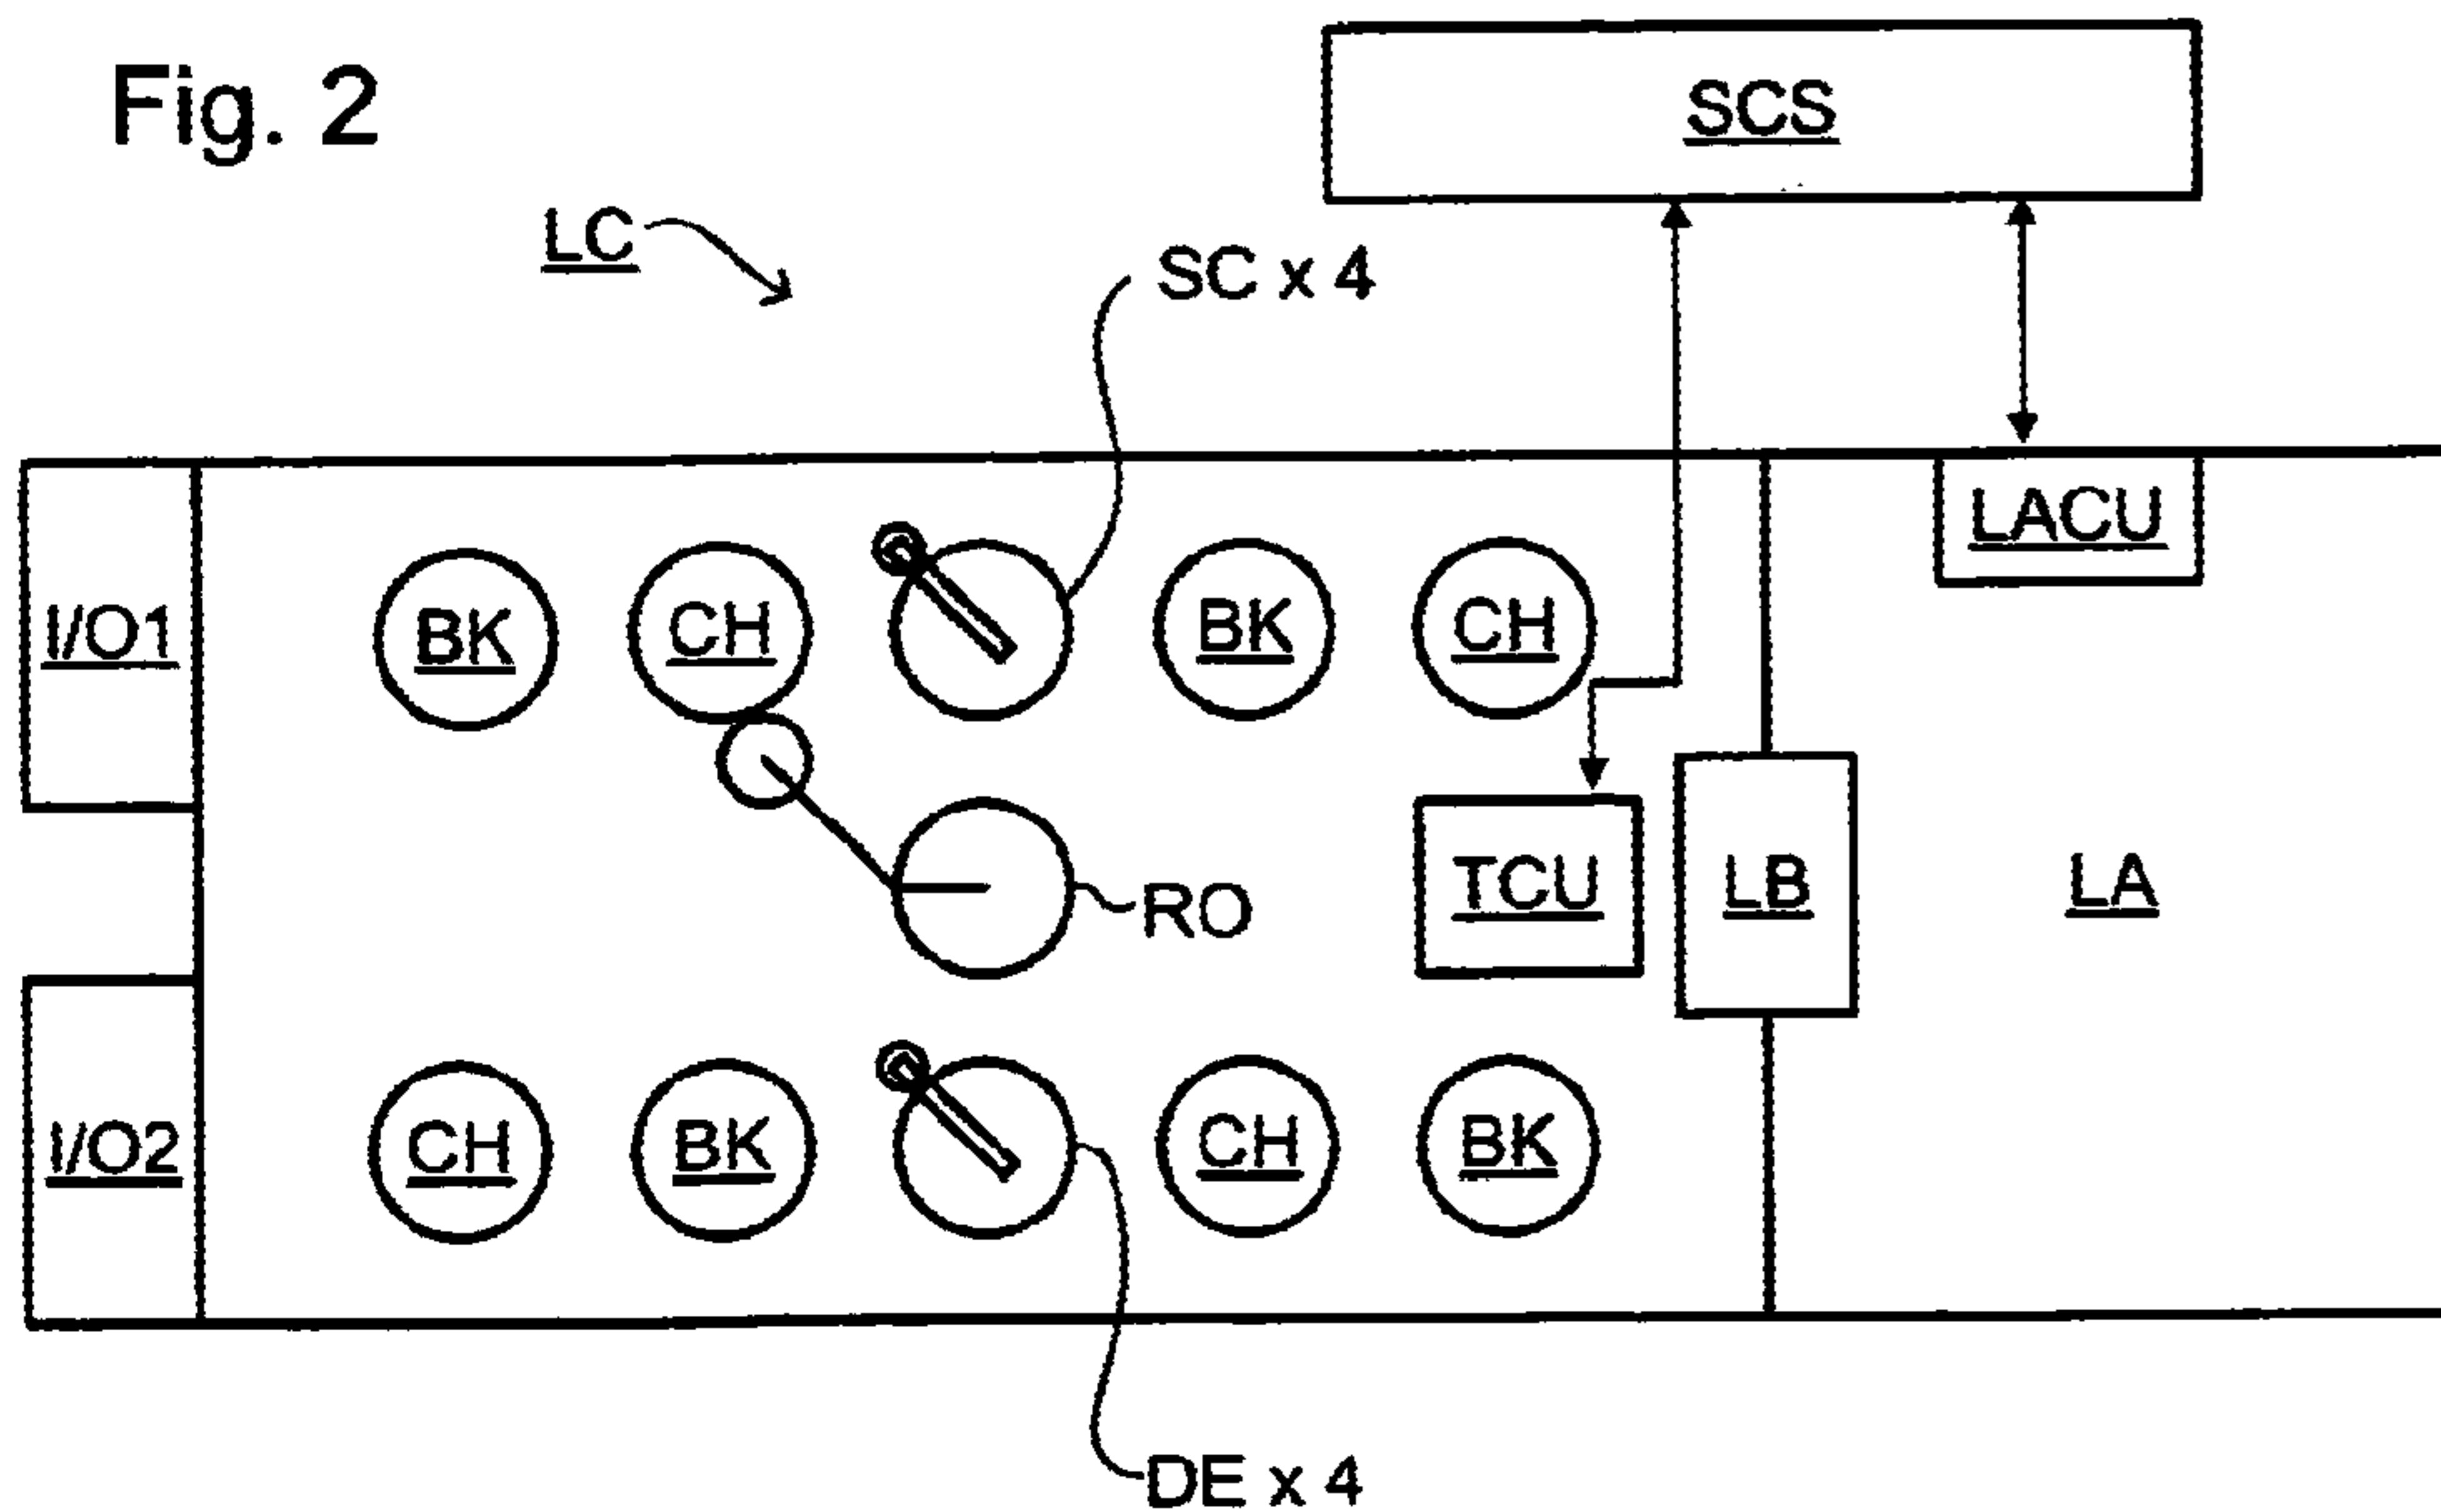 Fig. 2
SCS
LC
SC x 4
LACU
I/O1
BK
CH
BK
CH
RO
TCU
LB
LA
I/O2
CH
BK
CH
BK
DE x 4